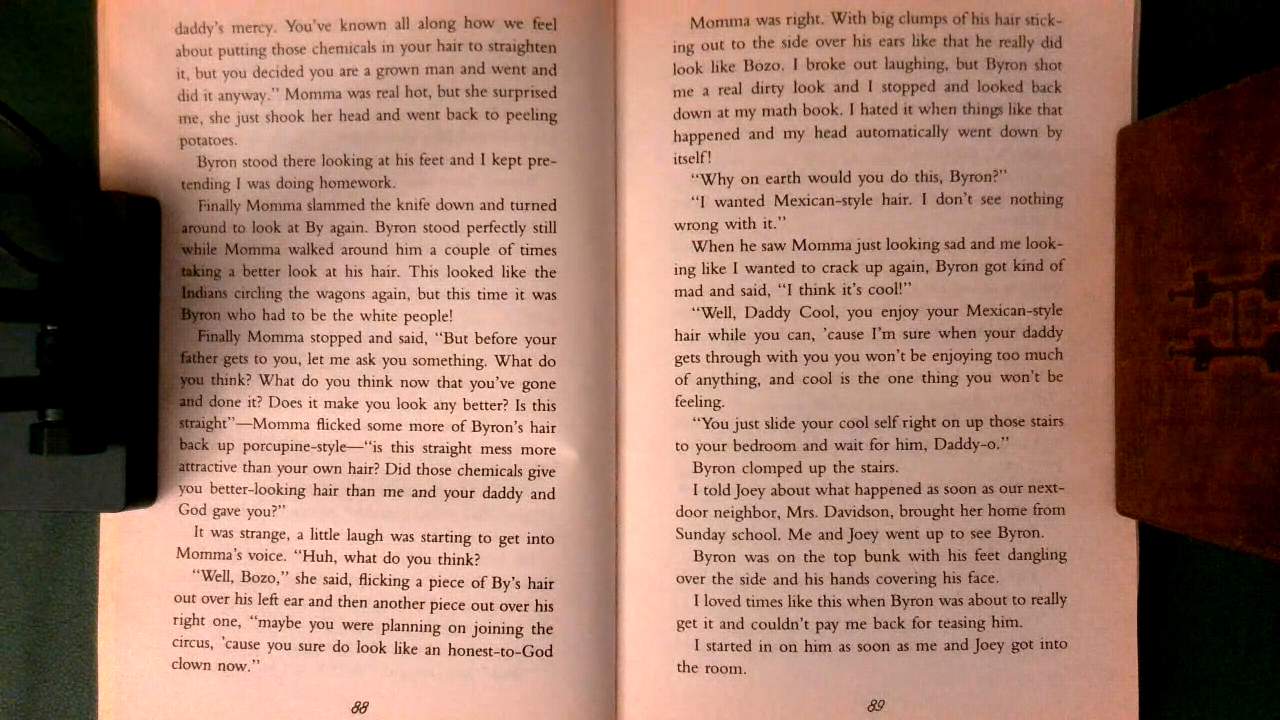 daddy's mercy. You've known all along how we feel
about putting those chemicals in your hair to straighten
it, but you decided you are a grown man and went and
did it anyway." Momma was real hot, but she surprised
me, she just shook her head and went back to peeling
potatoes.
Byron stood there looking at his feet and I kept pre-
tending I was doing homework.
Finally Momma slammed the knife down and turned
around to look at By again. Byron stood perfectly still
while Momma walked around him a couple of times
taking a better look at his hair. This looked like the
Indians circling the wagons again, but this time it was
Byron who had to be the white people!
Finally Momma stopped and said, "But before your
father gets to you, let me ask you something. What do
you think? What do you think now that you've gone
and done it? Does it make you look any better? Is this
straight"—Momma flicked some more of Byron's hair
back up porcupine-style—"is this straight mess more
attractive than your own hair? Did those chemicals give
you better-looking hair than me and your daddy and
God gave you?"
It was strange, a little laugh was starting to get into
Momma's voice. "Huh, what do you think?
"Well, Bozo," she said, flicking a piece of By's hair
out over his left ear and then another piece out over his
right one, "maybe you were planning on joining the
circus, 'cause you sure do look like an honest-to-God
clown now."
88
Momma was right. With big clumps of his hair stick-
ing out to the side over his ears like that he really did
look like Bozo. I broke out laughing, but Byron shot
me a real dirty look and I stopped and looked back
down at my math book. I hated it when things like that
happened and my head automatically went down by
itself!
"Why on earth would you do this, Byron?"
"I wanted Mexican-style hair. I don't see nothing
wrong with it."
When he saw Momma just looking sad and me look-
ing like I wanted to crack up again, Byron got kind of
mad and said, "I think it's cool!"
"Well, Daddy Cool, you enjoy your Mexican-style
hair while you can, 'cause I'm sure when your daddy
gets through with you you won't be enjoying too much
of anything, and cool is the one thing you won't be
feeling.
"You just slide your cool self right on up those stairs
to your bedroom and wait for him, Daddy-o."
Byron clomped up the stairs.
I told Joey about what happened as soon as our next-
door neighbor, Mrs. Davidson, brought her home from
Sunday school. Me and Joey went up to see Byron.
Byron was on the top bunk with his feet dangling
over the side and his hands covering his face.
I loved times like this when Byron was about to really
get it and couldn't pay me back for teasing him.
I started in on him as soon as me and Joey got into
the room.
89